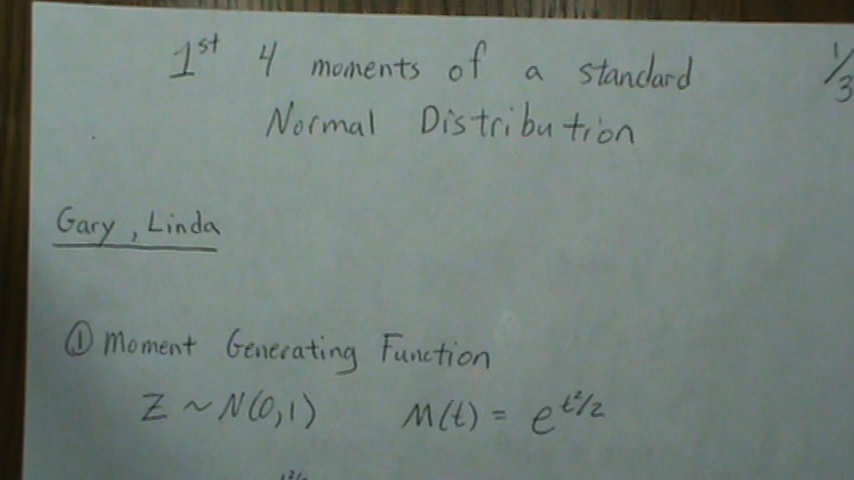 1st 4 moments of a standard
Normal Distribution
1/3
Gary, Linda
① Moment Generating Function
Z ~ N(0,1) M(t) = e^{t²/2}